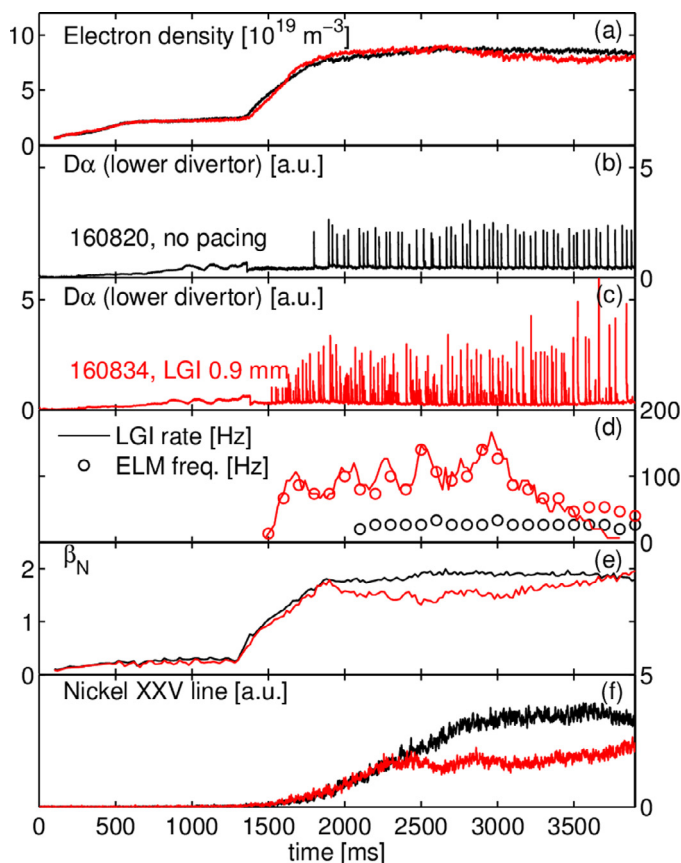 Electron density [10^19 m^-3] (a)
10
5
0
Dα (lower divertor) [a.u.] (b)
5
160820, no pacing
0
Dα (lower divertor) [a.u.] (c)
5
160834, LGI 0.9 mm
0
200
LGI rate [Hz] (d)
ELM freq. [Hz]
100
0
βN (e)
2
1
0
5
Nickel XXV line [a.u.] (f)
0
0 500 1000 1500 2000 2500 3000 3500
time [ms]